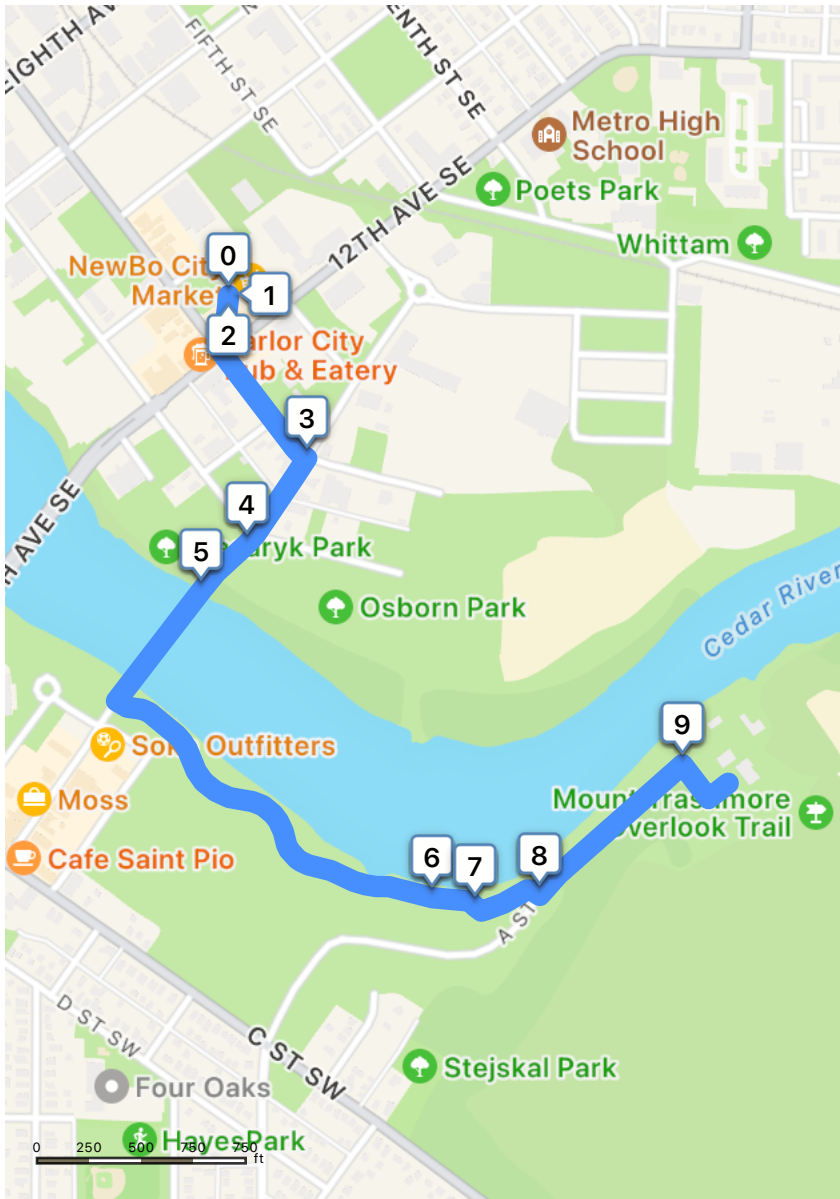 EIGHTH AV
FIFTH ST SE
ENTH ST SE
Metro High
School
12TH AVE SE
Poets Park
Whittam
0
NewBo Cit
Market
1
2
arlor City
ub & Eatery
3
4
H AVE SE
5
aryk Park
Osborn Park
Cedar River
9
Outfitters
Moss
Mount Trashmore
Overlook Trail
Cafe Saint Pio
6
7
8
A ST
D ST SW
C ST SW
Stejskal Park
Four Oaks
Hayes Park
0 250 500 750 750
ft